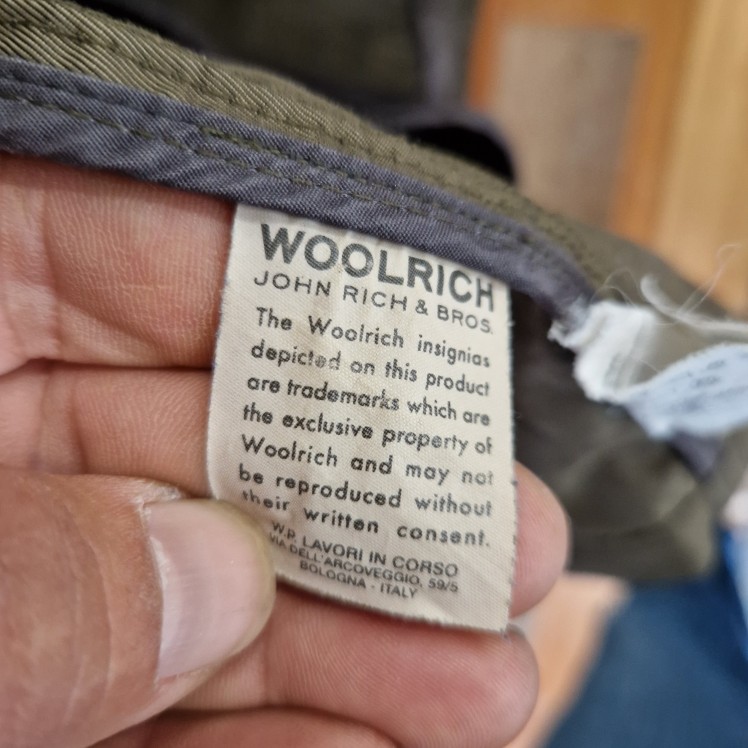 WOOLRICH
JOHN RICH & BROS.
The Woolrich insignias
depicted on this product
are trademarks which are
the exclusive property of
Woolrich and may not
be reproduced without
their written consent.
W.P. LAVORI IN CORSO
VIA DELL'ARCOVEGGIO, 59/5
BOLOGNA - ITALY